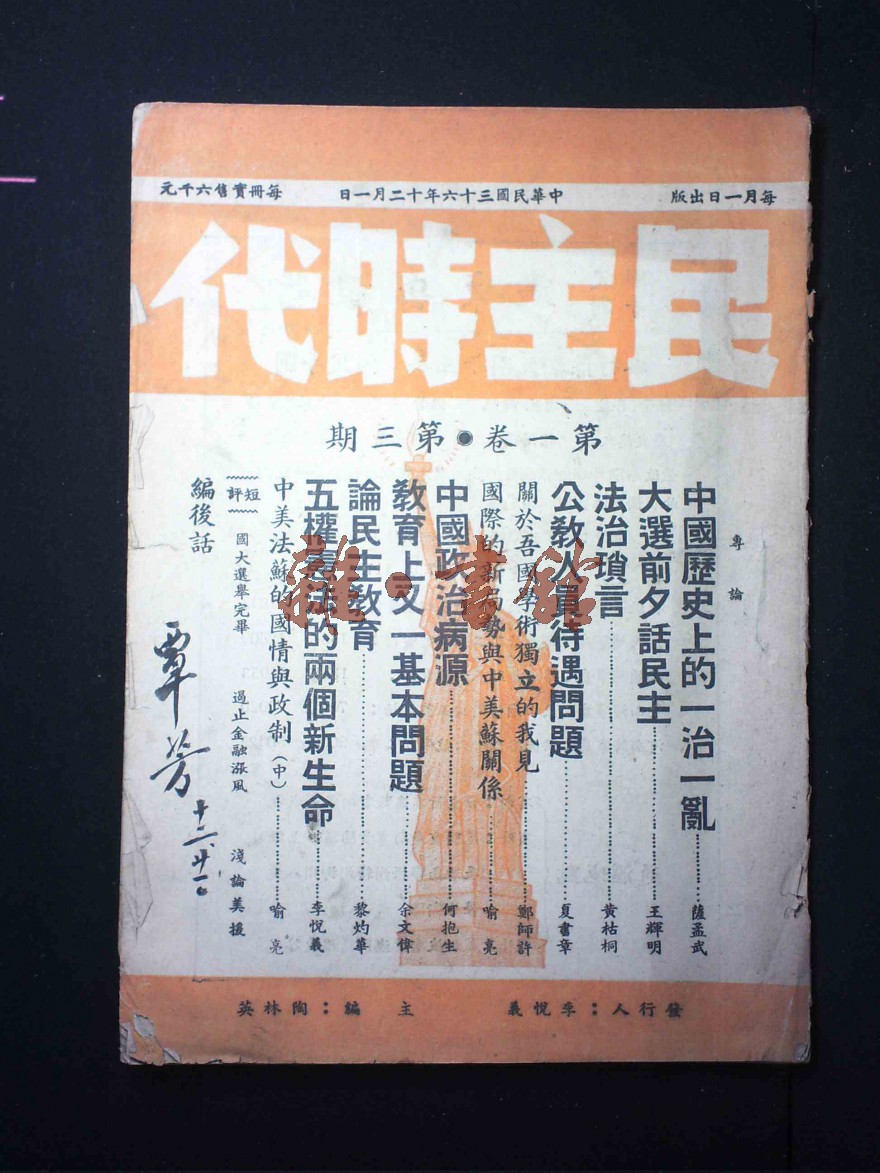 每月一日出版
中華民國三十六年十二月一日
每冊實售六千元
民主時代
第一卷●第三期
專論
中國歷史上的一治一亂……薩孟武
大選前夕話民主……王輝明
法治瑣言……黃枯桐
公教人員待遇問題……夏書章
關於吾國學術獨立的我見……鄭師許
國際的新局勢與中美蘇關係……喻亮
中國政治病源……何抱生
教育上又一基本問題……余文偉
論民主教育……黎灼華
五權憲法的兩個新生命……李悅義
中美法蘇的國情與政制(中)……喻亮
短評
國大選舉完畢 遏止金融漲風 淺論美援
編後話
覃芳
十二、廿一。
雜·書館
發行人：李悅義
主編：陶林英